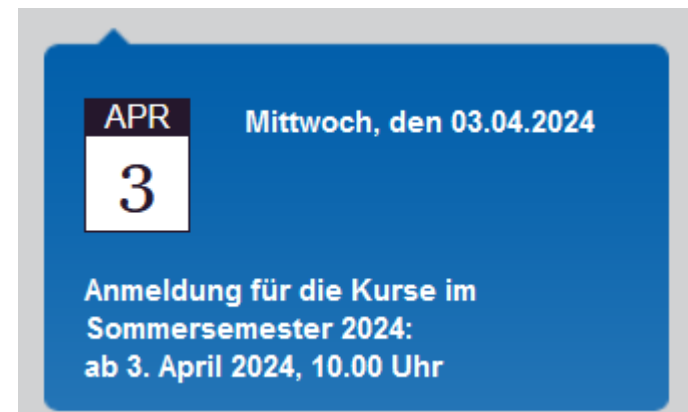 APR
3
Mittwoch, den 03.04.2024
Anmeldung für die Kurse im
Sommersemester 2024:
ab 3. April 2024, 10.00 Uhr